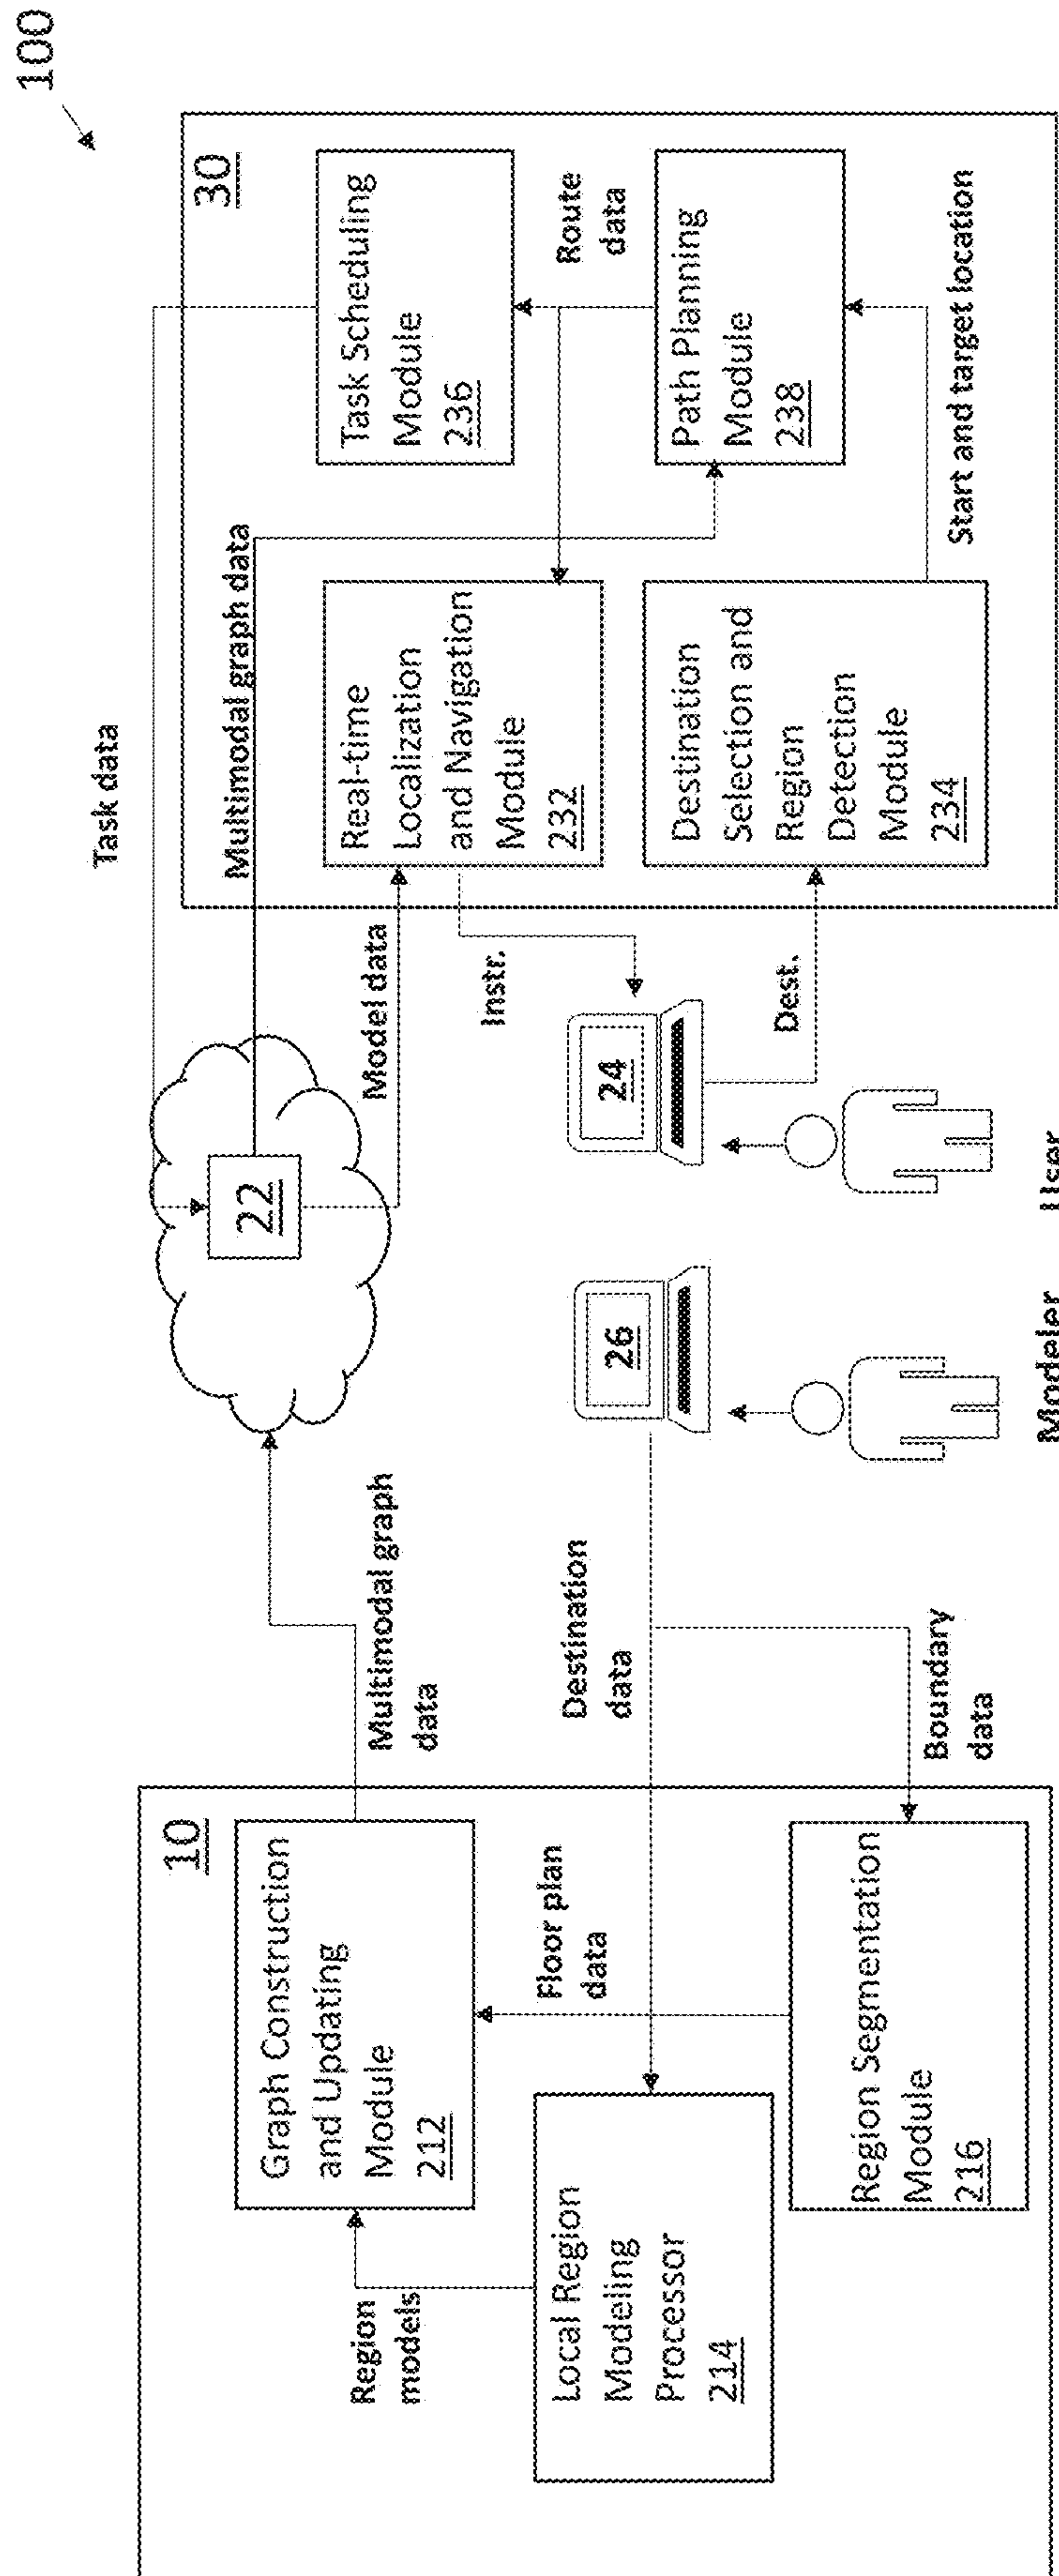 100
10
Graph Construction
and Updating
Module
212
Region
models
Local Region
Modeling
Processor
214
Floor plan
data
Region Segmentation
Module
216
Multimodal graph
data
Destination
data
Boundary
data
22
26
Modeler
24
User
Task data
Multimodal graph data
Model data
Instr.
Dest.
30
Real-time
Localization
and Navigation
Module
232
Destination
Selection and
Region
Detection
Module
234
Task Scheduling
Module
236
Route
data
Path Planning
Module
238
Start and target location